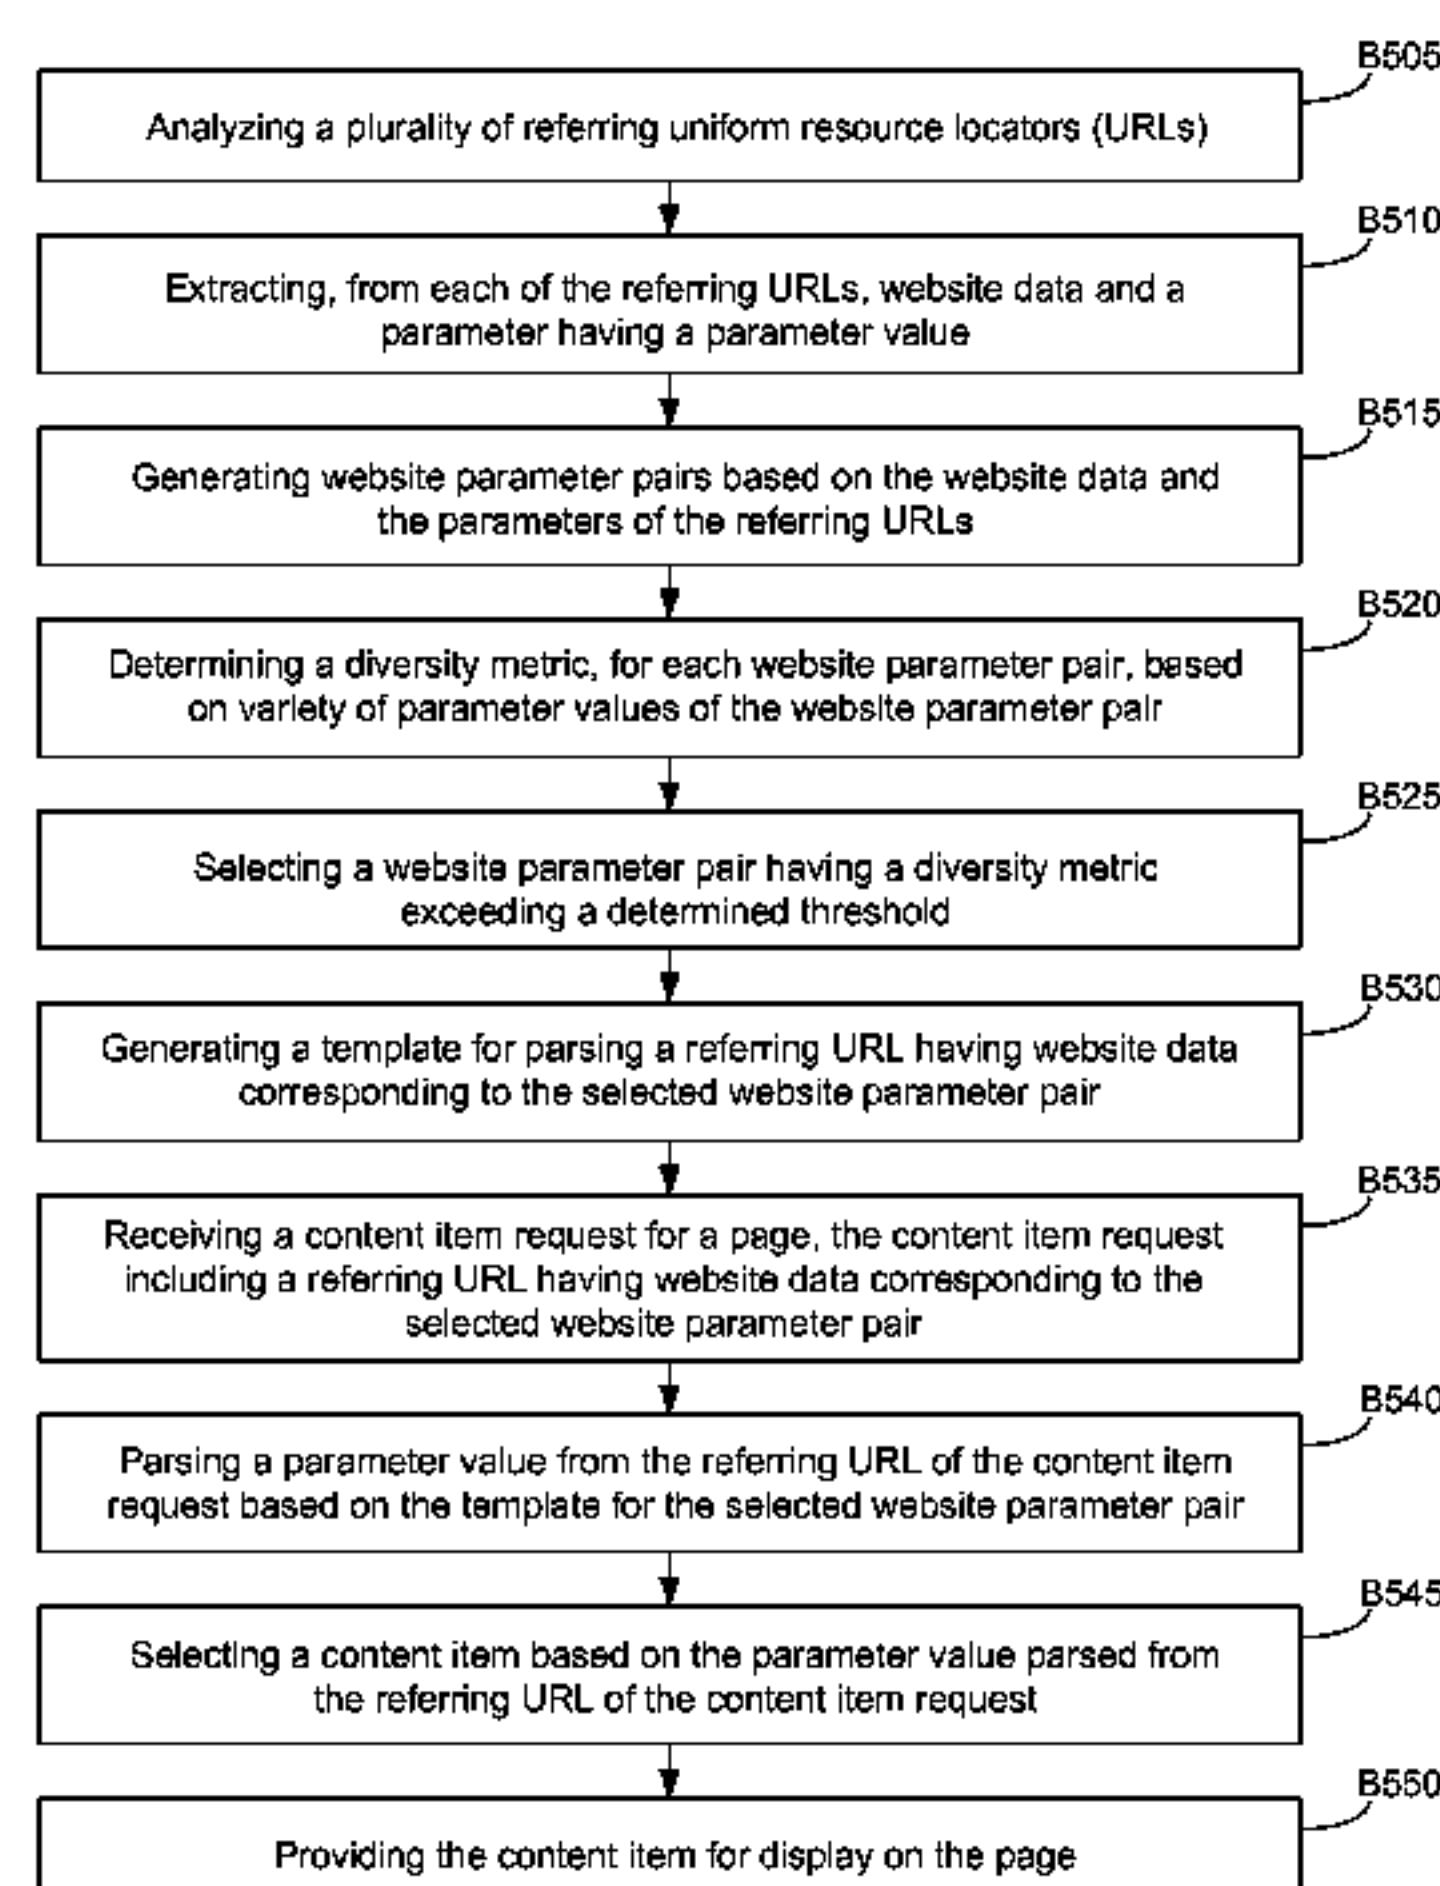 B505
Analyzing a plurality of referring uniform resource locators (URLs)
B510
Extracting, from each of the referring URLs, website data and a
parameter having a parameter value
B515
Generating website parameter pairs based on the website data and
the parameters of the referring URLs
B520
Determining a diversity metric, for each website parameter pair, based
on variety of parameter values of the website parameter pair
B525
Selecting a website parameter pair having a diversity metric
exceeding a determined threshold
B530
Generating a template for parsing a referring URL having website data
corresponding to the selected website parameter pair
B535
Receiving a content item request for a page, the content item request
including a referring URL having website data corresponding to the
selected website parameter pair
B540
Parsing a parameter value from the referring URL of the content item
request based on the template for the selected website parameter pair
B545
Selecting a content item based on the parameter value parsed from
the referring URL of the content item request
B550
Providing the content item for display on the page